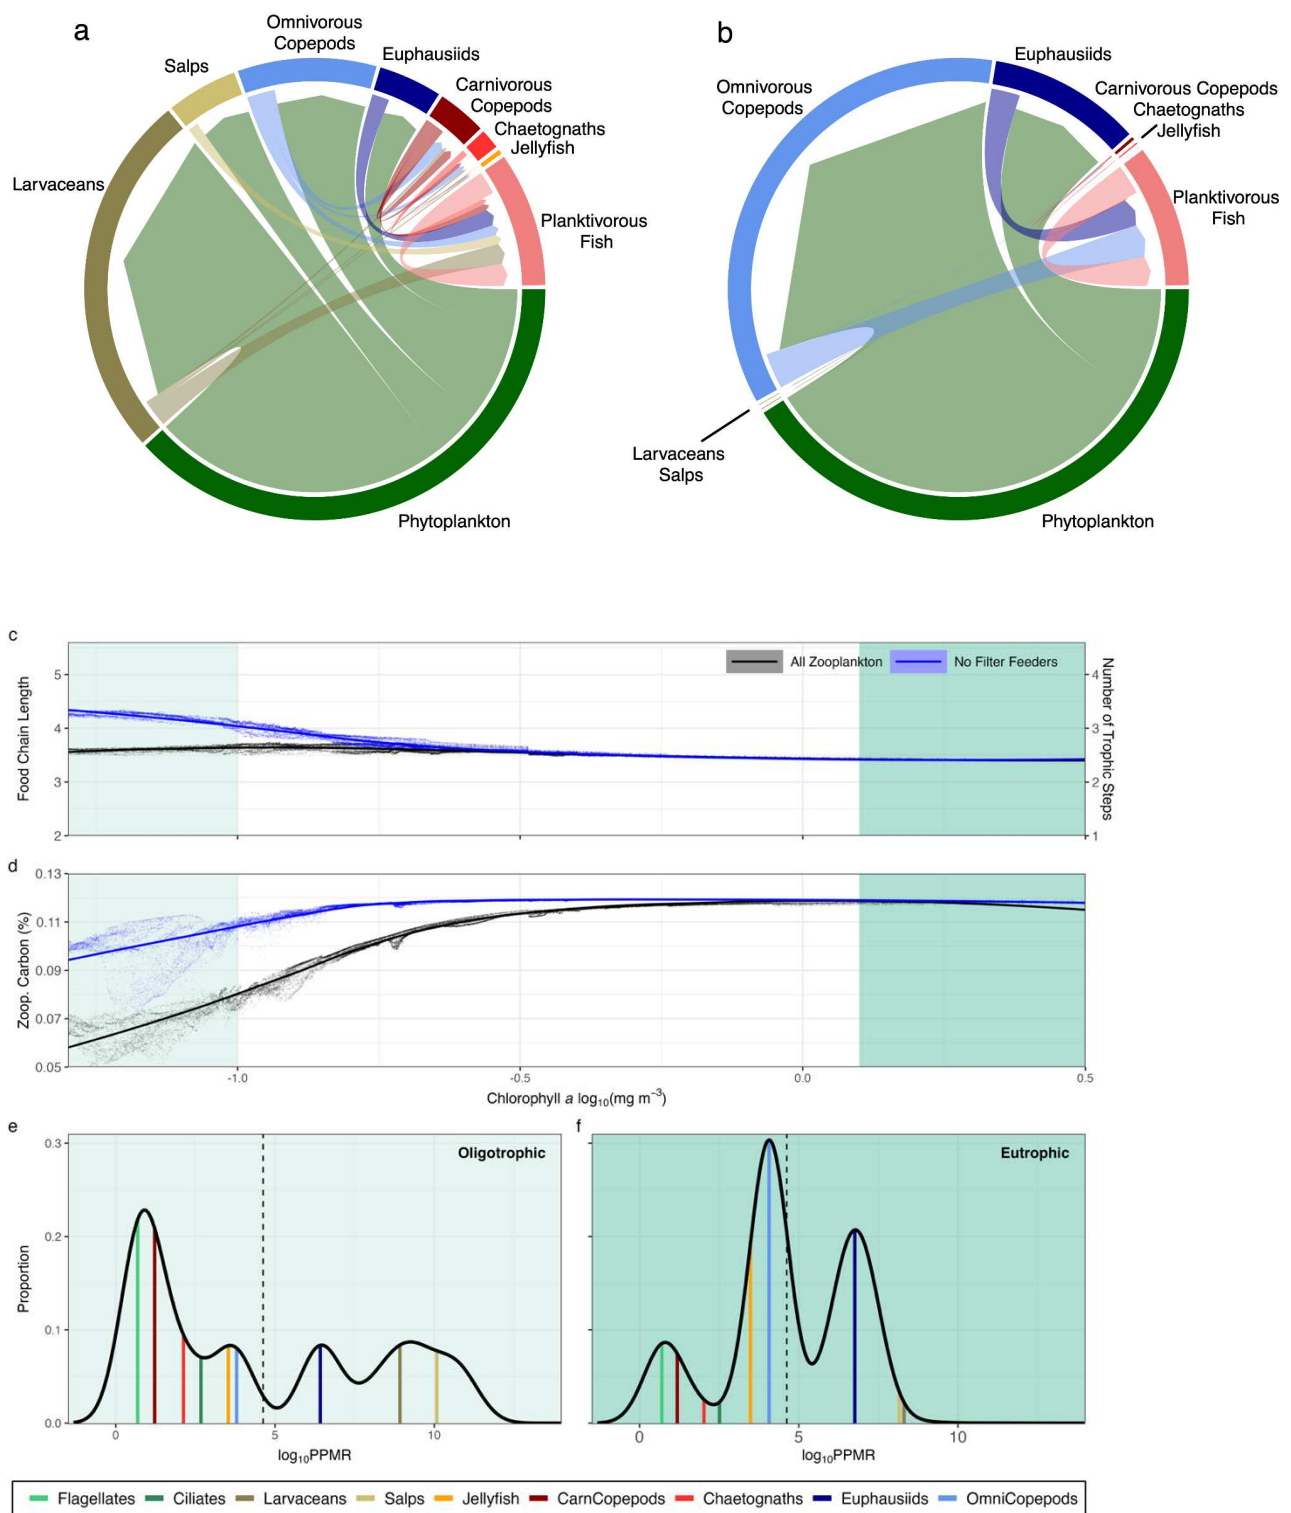 a
Omnivorous
Copepods
Salps
Euphausiids
Carnivorous
Copepods
Chaetognaths
Jellyfish
Larvaceans
Planktivorous
Fish
Phytoplankton
b
Euphausiids
Omnivorous
Copepods
Carnivorous Copepods
Chaetognaths
Jellyfish
Planktivorous
Fish
Larvaceans
Salps
Phytoplankton
c
Food Chain Length
5
4
3
2
All Zooplankton
No Filter Feeders
4
3
2
1
Number of Trophic Steps
d
Zoop. Carbon (%)
0.13
0.11
0.09
0.07
0.05
-1.0
-0.5
0.0
0.5
Chlorophyll a log₁₀(mg m⁻³)
e
Oligotrophic
Proportion
0.3
0.2
0.1
0.0
0
5
10
log₁₀PPMR
f
Eutrophic
0
5
10
log₁₀PPMR
Flagellates
Ciliates
Larvaceans
Salps
Jellyfish
CarnCopepods
Chaetognaths
Euphausiids
OmniCopepods